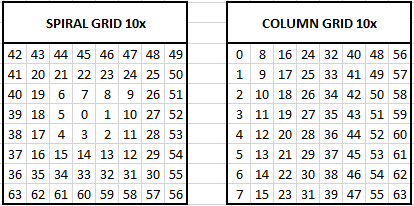 SPIRAL GRID 10x COLUMN GRID 10x
42 43 44 45 46 47 48 49 0 8 16 24 32 40 48 56
41 20 21 22 23 24 25 50 1 9 17 25 33 41 49 57
40 19 6 7 8 9 26 51 2 10 18 26 34 42 50 58
39 18 5 0 1 10 27 52 3 11 19 27 35 43 51 59
38 17 4 3 2 11 28 53 4 12 20 28 36 44 52 60
37 16 15 14 13 12 29 54 5 13 21 29 37 45 53 61
36 35 34 33 32 31 30 55 6 14 22 30 38 46 54 62
63 62 61 60 59 58 57 56 7 15 23 31 39 47 55 63